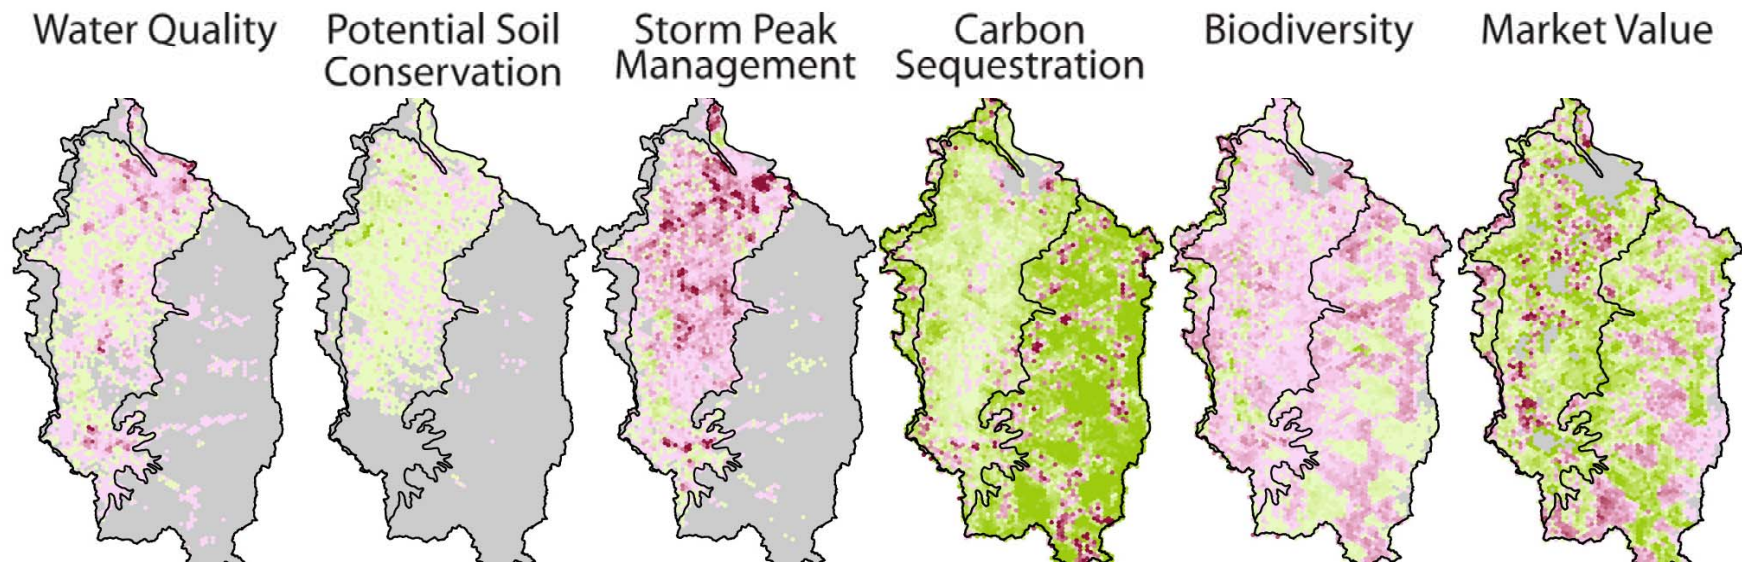 Water Quality
Potential Soil
Conservation
Storm Peak
Management
Carbon
Sequestration
Biodiversity
Market Value